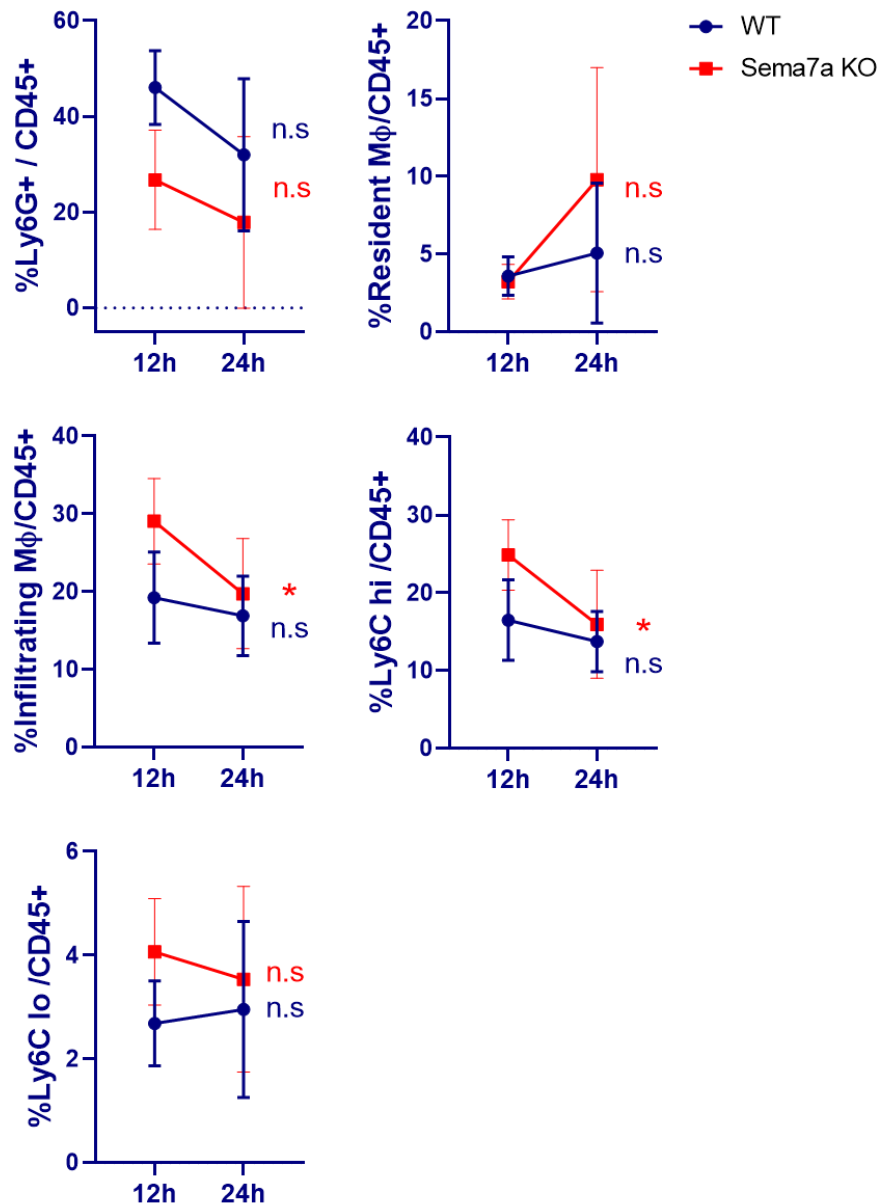 WT
Sema7a KO
%Ly6G+ / CD45+
60
40
20
0
n.s
n.s
12h
24h
%Resident Mϕ/CD45+
20
15
10
5
0
n.s
n.s
12h
24h
%Infiltrating Mϕ/CD45+
40
30
20
10
0
*
n.s
12h
24h
%Ly6C hi /CD45+
40
30
20
10
0
*
n.s
12h
24h
%Ly6C lo /CD45+
6
4
2
0
n.s
n.s
12h
24h